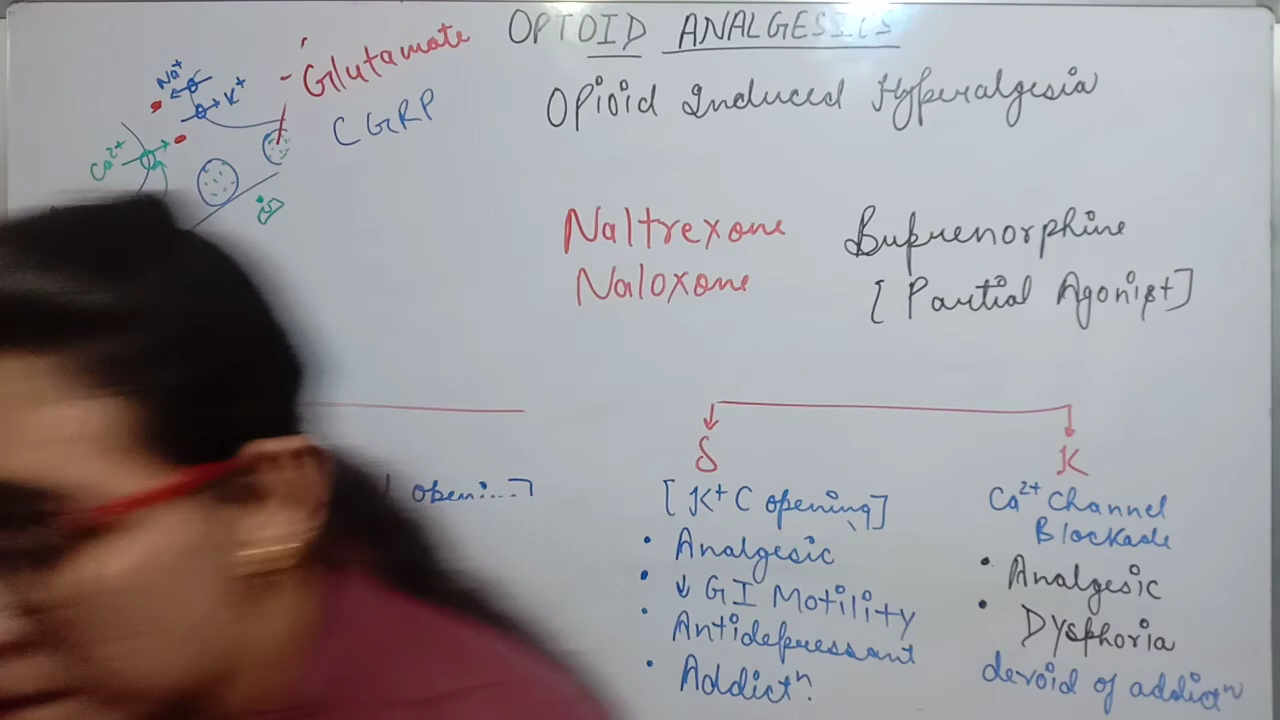 OPIOID ANALGESICS
Glutamate
CGRP
Na+
K+
Ca²+
Opioid Induced Hyperalgesia
Naltrexone
Naloxone
Buprenorphine
[Partial Agonist]
δ
[K+ C opening]
• Analgesic
• ↓ GI Motility
• Antidepressant
• Addictⁿ.
K
Ca²+ Channel
Blockade
• Analgesic
• Dysphoria
devoid of addictⁿ